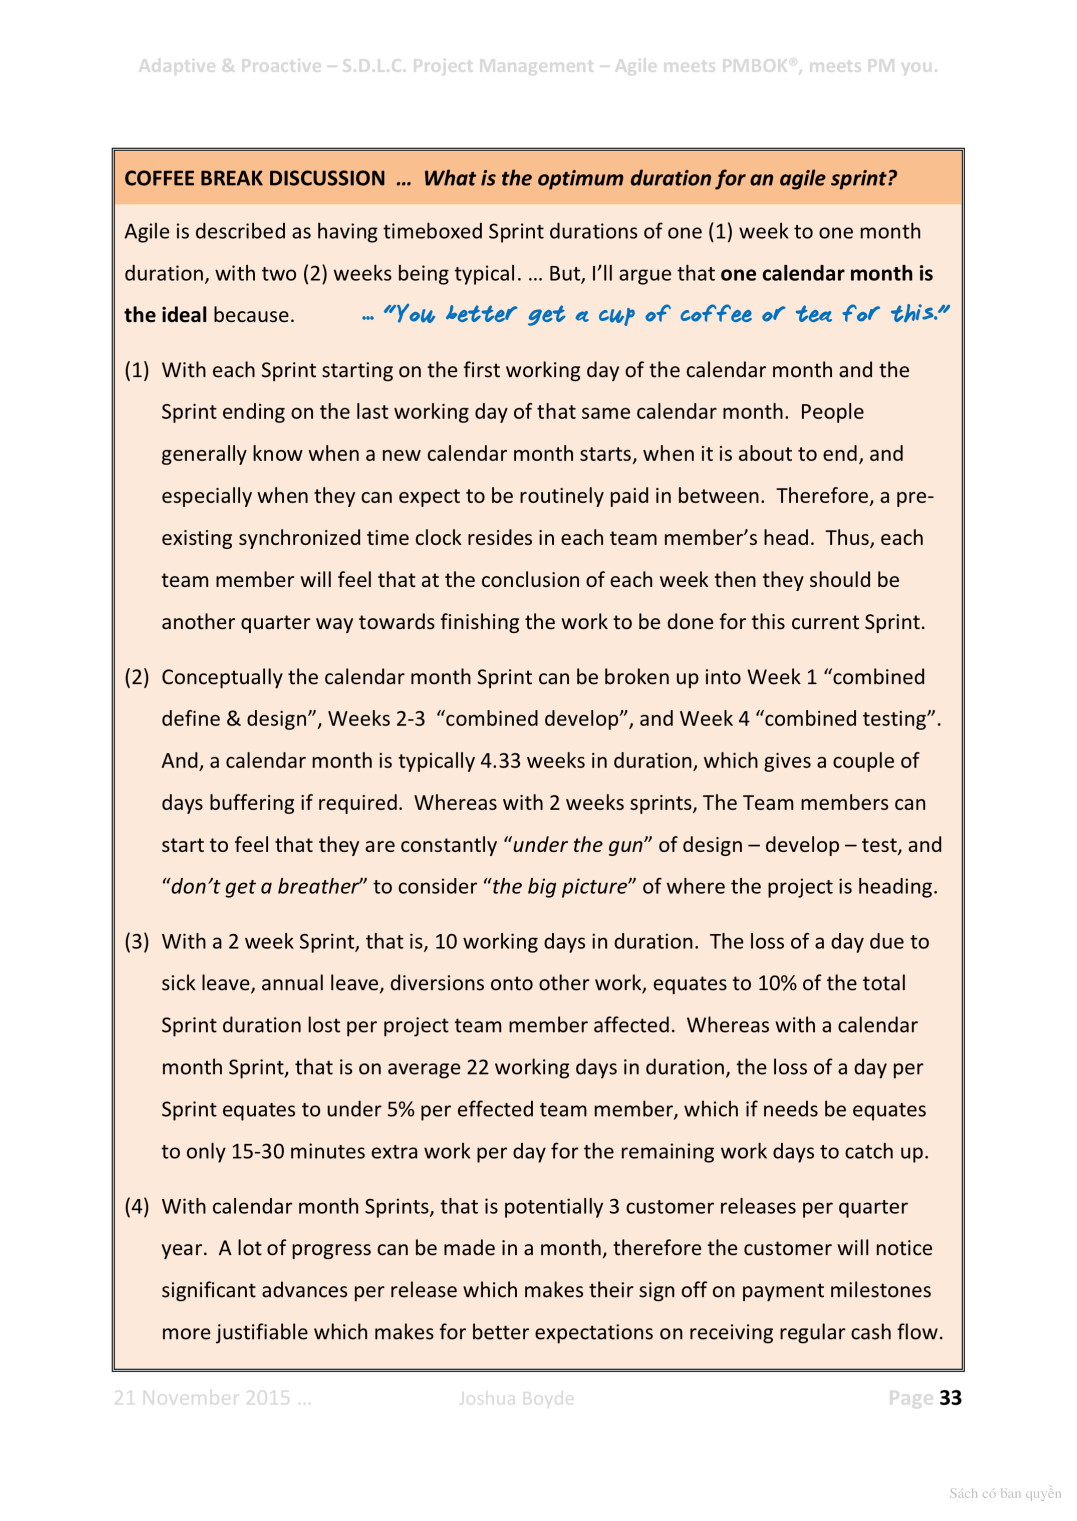 Adaptive & Proactive – S.D.L.C. Project Management – Agile meets PMBOK®, meets PM you.
COFFEE BREAK DISCUSSION … What is the optimum duration for an agile sprint?
Agile is described as having timeboxed Sprint durations of one (1) week to one month
duration, with two (2) weeks being typical. … But, I’ll argue that one calendar month is
the ideal because. … “You better get a cup of coffee or tea for this.”
(1) With each Sprint starting on the first working day of the calendar month and the
Sprint ending on the last working day of that same calendar month. People
generally know when a new calendar month starts, when it is about to end, and
especially when they can expect to be routinely paid in between. Therefore, a pre-
existing synchronized time clock resides in each team member’s head. Thus, each
team member will feel that at the conclusion of each week then they should be
another quarter way towards finishing the work to be done for this current Sprint.
(2) Conceptually the calendar month Sprint can be broken up into Week 1 “combined
define & design”, Weeks 2-3 “combined develop”, and Week 4 “combined testing”.
And, a calendar month is typically 4.33 weeks in duration, which gives a couple of
days buffering if required. Whereas with 2 weeks sprints, The Team members can
start to feel that they are constantly “under the gun” of design – develop – test, and
“don’t get a breather” to consider “the big picture” of where the project is heading.
(3) With a 2 week Sprint, that is, 10 working days in duration. The loss of a day due to
sick leave, annual leave, diversions onto other work, equates to 10% of the total
Sprint duration lost per project team member affected. Whereas with a calendar
month Sprint, that is on average 22 working days in duration, the loss of a day per
Sprint equates to under 5% per effected team member, which if needs be equates
to only 15-30 minutes extra work per day for the remaining work days to catch up.
(4) With calendar month Sprints, that is potentially 3 customer releases per quarter
year. A lot of progress can be made in a month, therefore the customer will notice
significant advances per release which makes their sign off on payment milestones
more justifiable which makes for better expectations on receiving regular cash flow.
21 November 2015 … Joshua Boyde Page 33
Sách có bản quyền